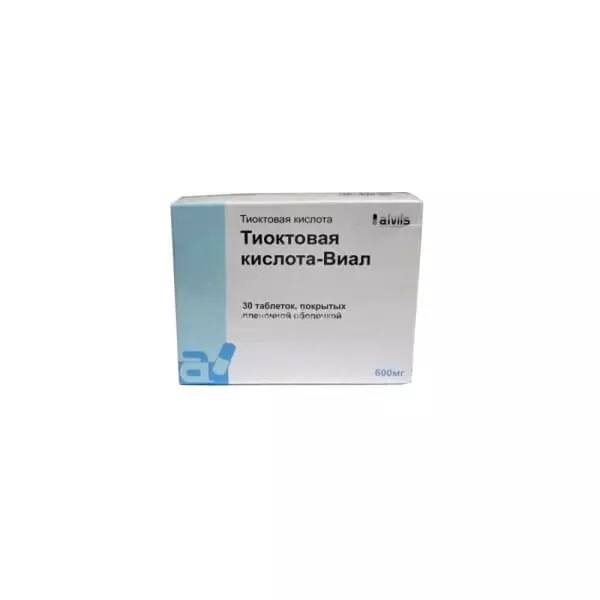 Тиоктовая кислота
alvils
Тиоктовая
кислота-Виал
30 таблеток, покрытых
пленочной оболочкой
600мг